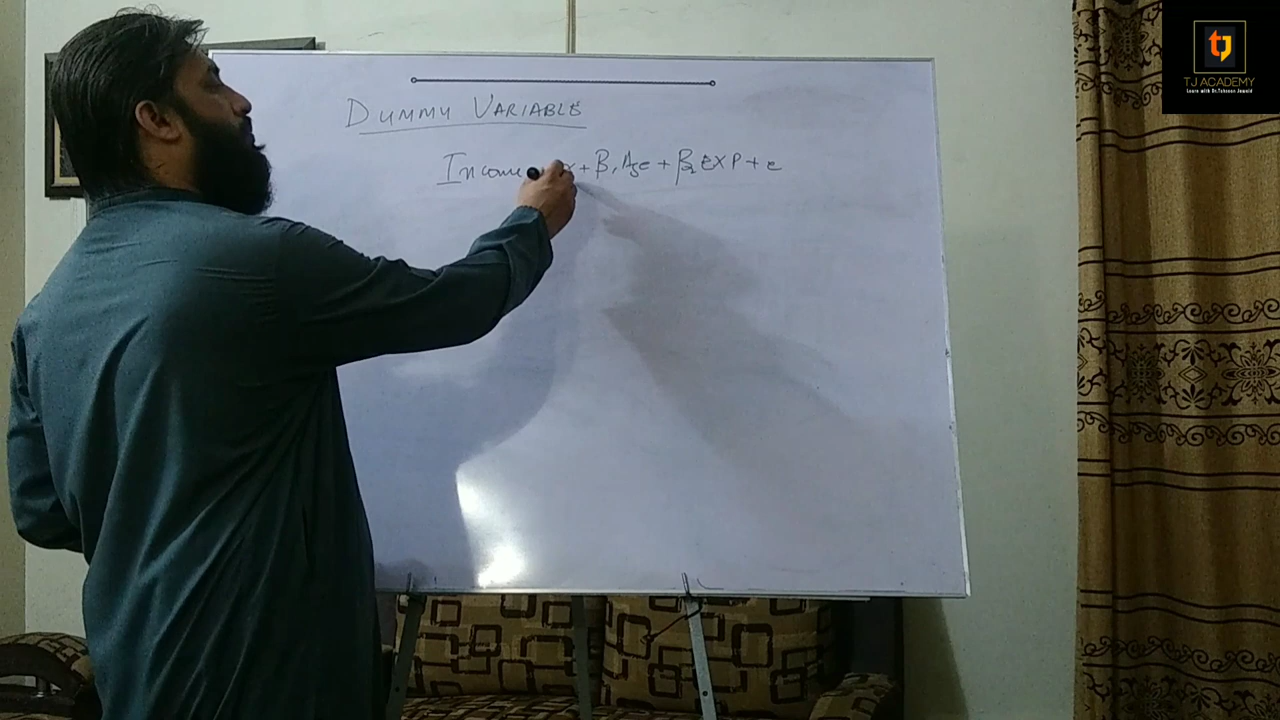 TJ ACADEMY
Learn with Dr.Tehseen Jawaid
DUMMY VARIABLE
Income α + β1 Age + β2 EXP + e